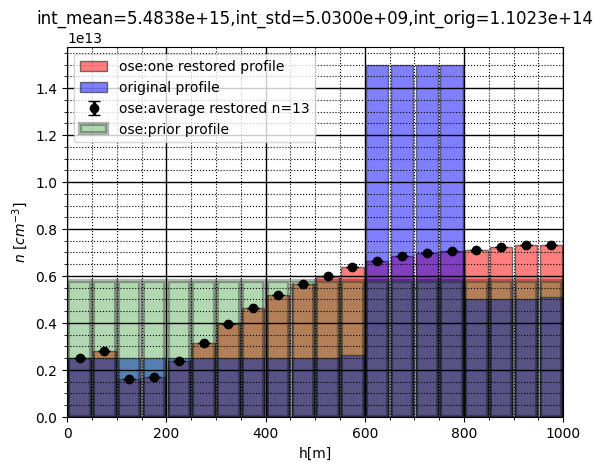 int_mean=5.4838e+15,int_std=5.0300e+09,int_orig=1.1023e+14
1e13
ose:one restored profile
original profile
ose:average restored n=13
ose:prior profile
1.4
1.2
1.0
0.8
0.6
0.4
0.2
0.0
n [cm⁻³]
0 200 400 600 800 1000
h[m]